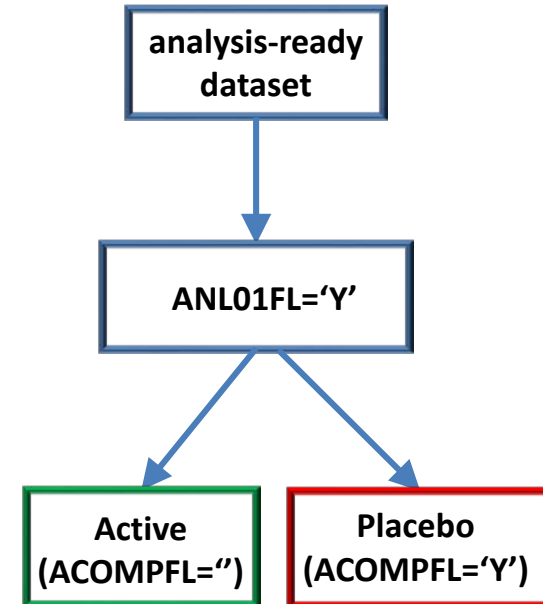 analysis-ready
dataset
ANL01FL=‘Y’
Active
(ACOMPFL=‘’)
Placebo
(ACOMPFL=‘Y’)